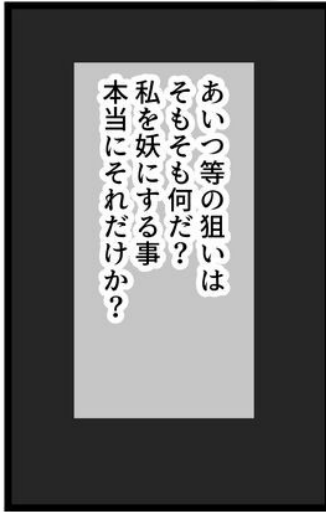 あいつ等の狙いは
そもそも何だ？
私を妖にする事
本当にそれだけか？